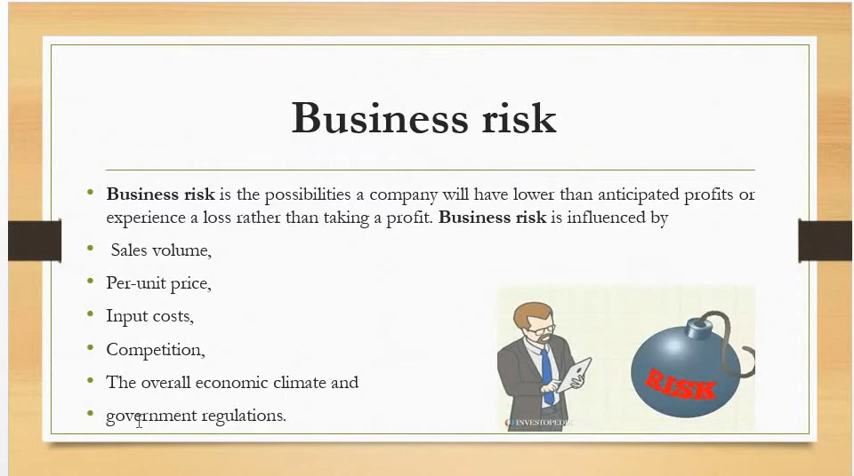 Business risk
Business risk is the possibilities a company will have lower than anticipated profits or
experience a loss rather than taking a profit. Business risk is influenced by
Sales volume,
Per-unit price,
Input costs,
Competition,
The overall economic climate and
government regulations.
RISK
INVESTOPEDIA